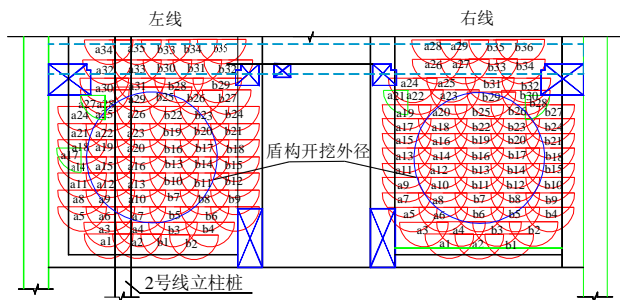 左线 右线
a34 a35 b33 b34 b35 a28 a29 b35 b36
a32 a33 b30 b31 b32 a26 a27 b33 b34
a30 a31 b28 b29 a24 a25 b31 b32
a27 a28 a29 b25 b26 b27 a21 a22 a23 b29 b30 b28
a24 a25 a26 b22 b23 b24 a19 a20 b25 b26 b27
a21 a22 a23 b19 b20 b21 a17 a18 b22 b23 b24
a18 a19 a20 b16 b17 b18 a15 a16 b19 b20 b21
a17 a14 a15 a16 b13 b14 b15 a13 a14 b16 b17 b18
盾构开挖外径
a11 a12 a13 b10 b11 b12 a11 a12 b13 b14 b15
a9 a10 b11 b12 b10
a8 a9 a10 b7 b8 b9 a7 a8 b7 b8 b9
a5 a6 a7 b5 b6 a5 a6 b6 b5 b4
a3 a4 b3 b4 a3 a4 b3 b2
a1 a2 b1 b2 a1 a2 b1
2号线立柱桩